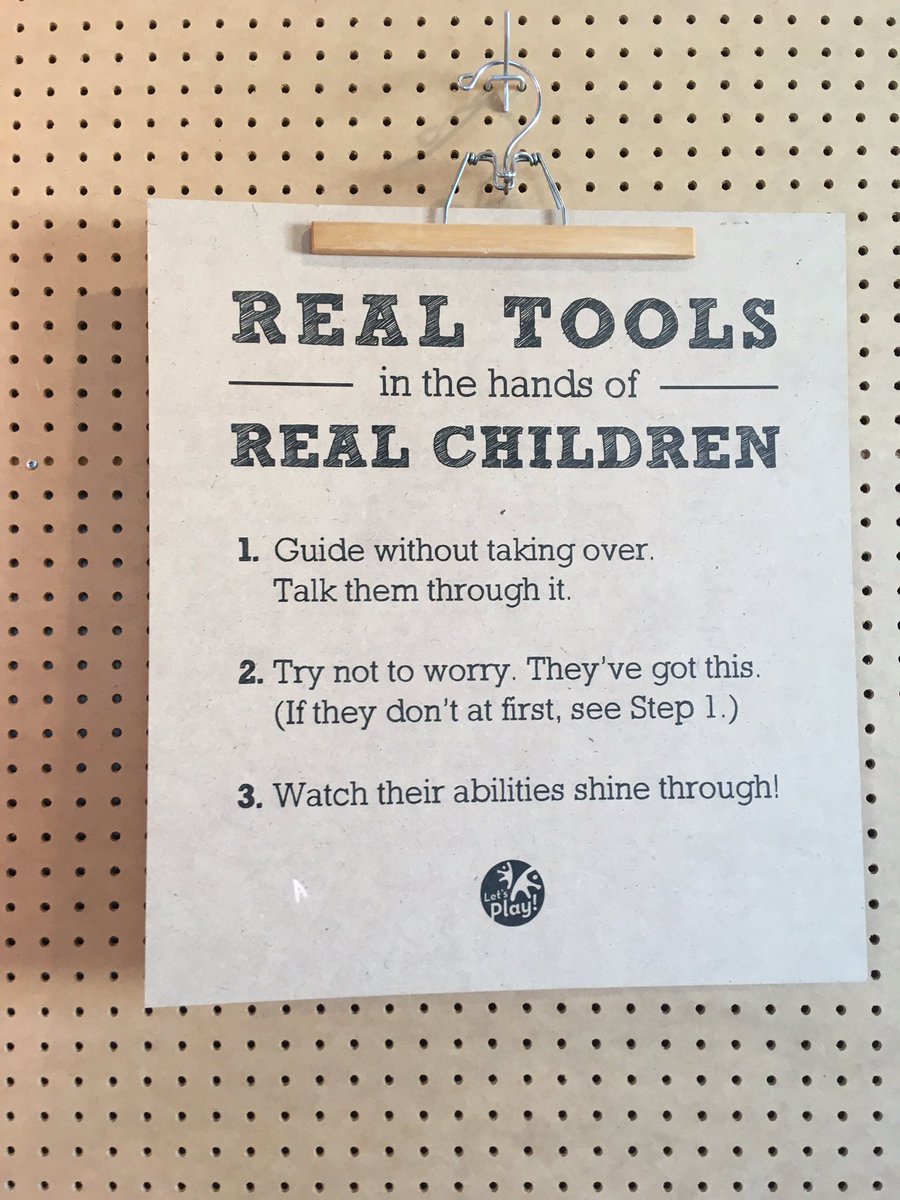 REAL TOOLS
in the hands of
REAL CHILDREN
1. Guide without taking over.
Talk them through it.
2. Try not to worry. They've got this.
(If they don't at first, see Step 1.)
3. Watch their abilities shine through!
A
Let's
play!